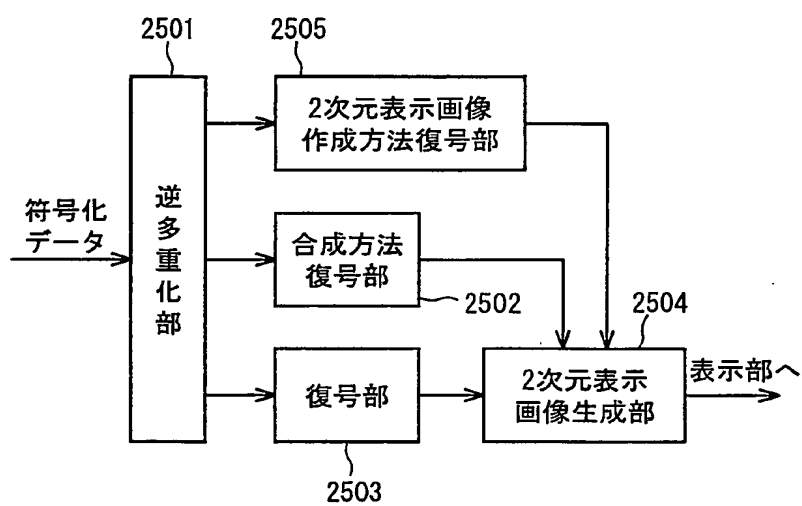 2501
2505
2次元表示画像
作成方法復号部
符号化
データ
逆多重化部
合成方法
復号部
2502
2504
復号部
2次元表示
画像生成部
表示部へ
2503